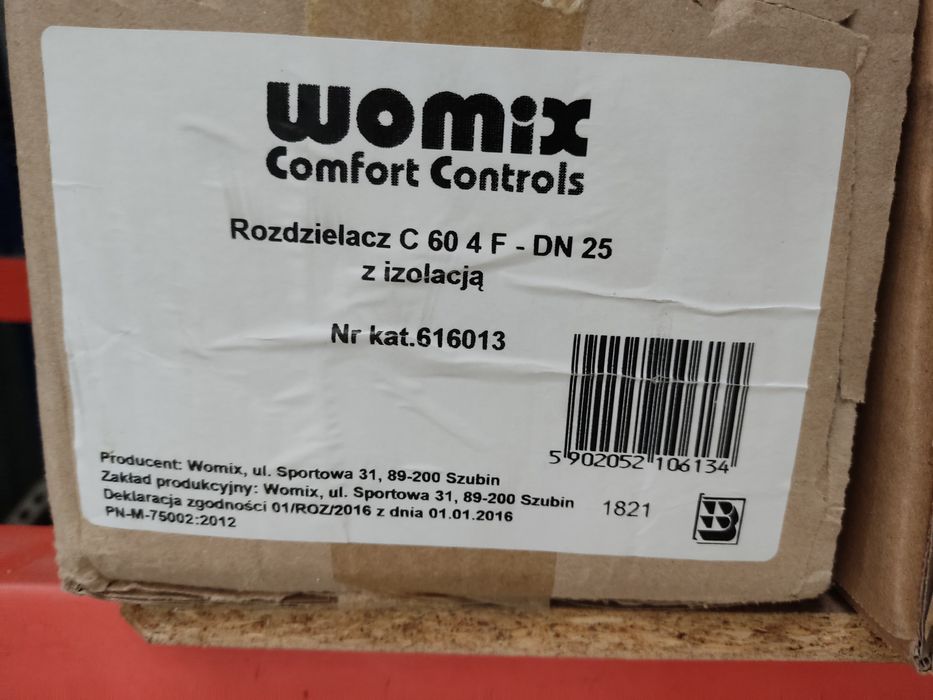 womix
Comfort Controls
Rozdzielacz C 60 4 F - DN 25
z izolacją
Nr kat.616013
5 902052 106134
Producent: Womix, ul. Sportowa 31, 89-200 Szubin
Zakład produkcyjny: Womix, ul. Sportowa 31, 89-200 Szubin
Deklaracja zgodności 01/ROZ/2016 z dnia 01.01.2016
PN-M-75002:2012
1821
B